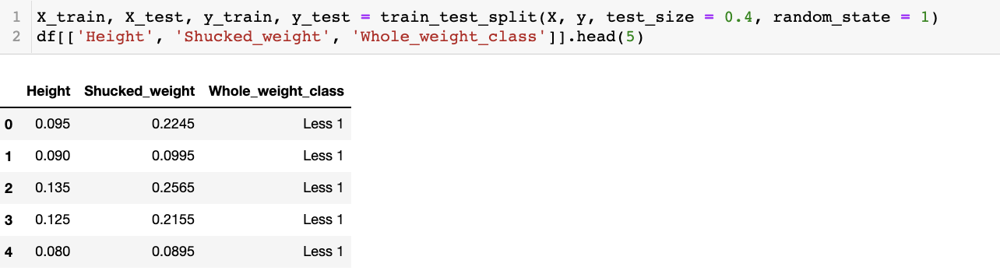 1 X_train, X_test, y_train, y_test = train_test_split(X, y, test_size = 0.4, random_state = 1)
2 df[['Height', 'Shucked_weight', 'Whole_weight_class']].head(5)
Height Shucked_weight Whole_weight_class
0 0.095 0.2245 Less 1
1 0.090 0.0995 Less 1
2 0.135 0.2565 Less 1
3 0.125 0.2155 Less 1
4 0.080 0.0895 Less 1